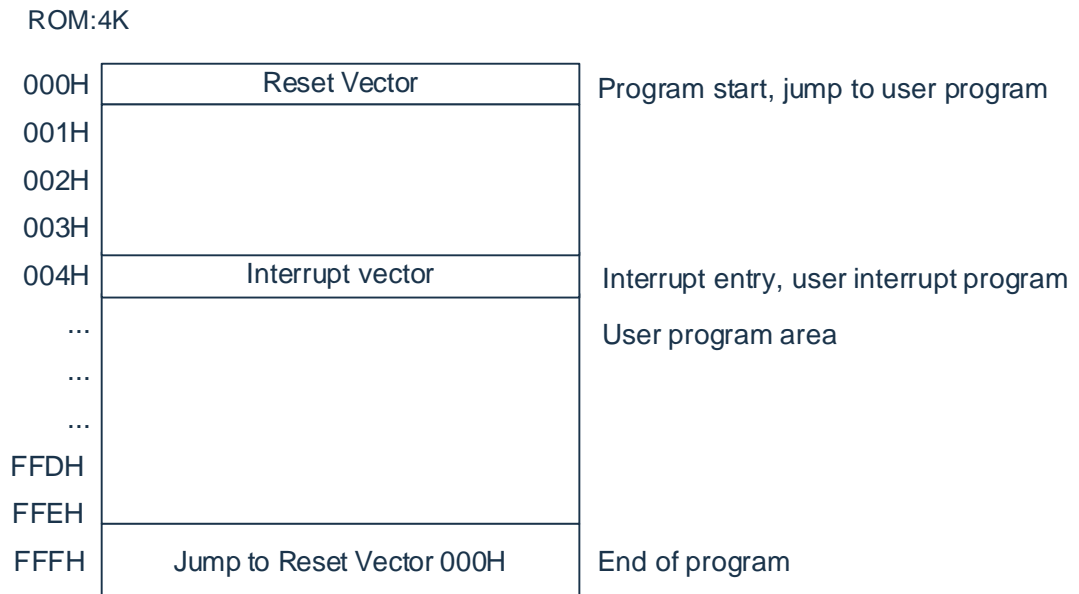 ROM:4K
000H Reset Vector Program start, jump to user program
001H
002H
003H
004H Interrupt vector Interrupt entry, user interrupt program
... User program area
...
...
FFDH
FFEH
FFFH Jump to Reset Vector 000H End of program